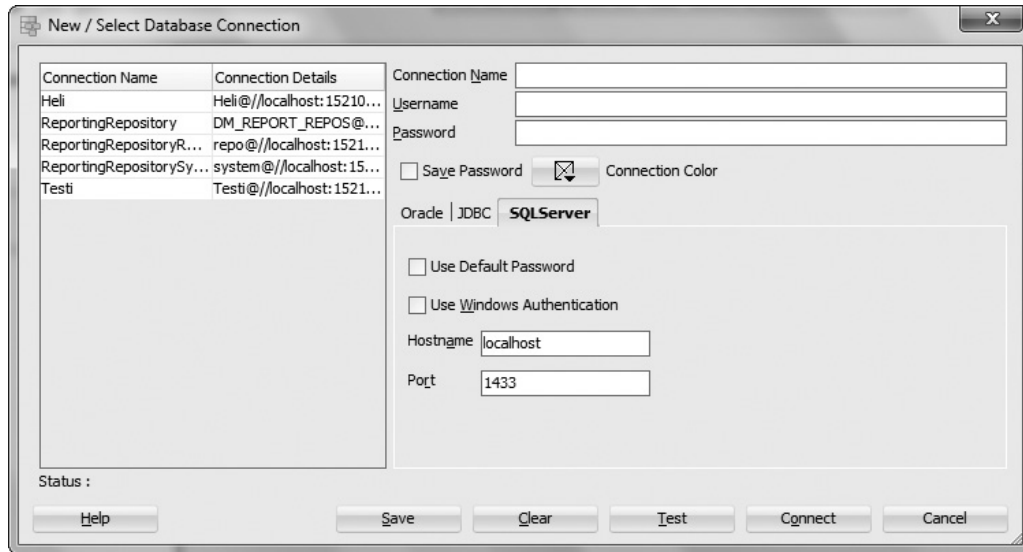 New / Select Database Connection
X
Connection Name Connection Details
Heli Heli@//localhost:15210...
ReportingRepository DM_REPORT_REPOS@...
ReportingRepositoryR... repo@//localhost:1521...
ReportingRepositorySy... system@//localhost:15...
Testi Testi@//localhost:1521...
Connection Name
Username
Password
Save Password Connection Color
Oracle JDBC SQLServer
Use Default Password
Use Windows Authentication
Hostname localhost
Port 1433
Status :
Help Save Clear Test Connect Cancel